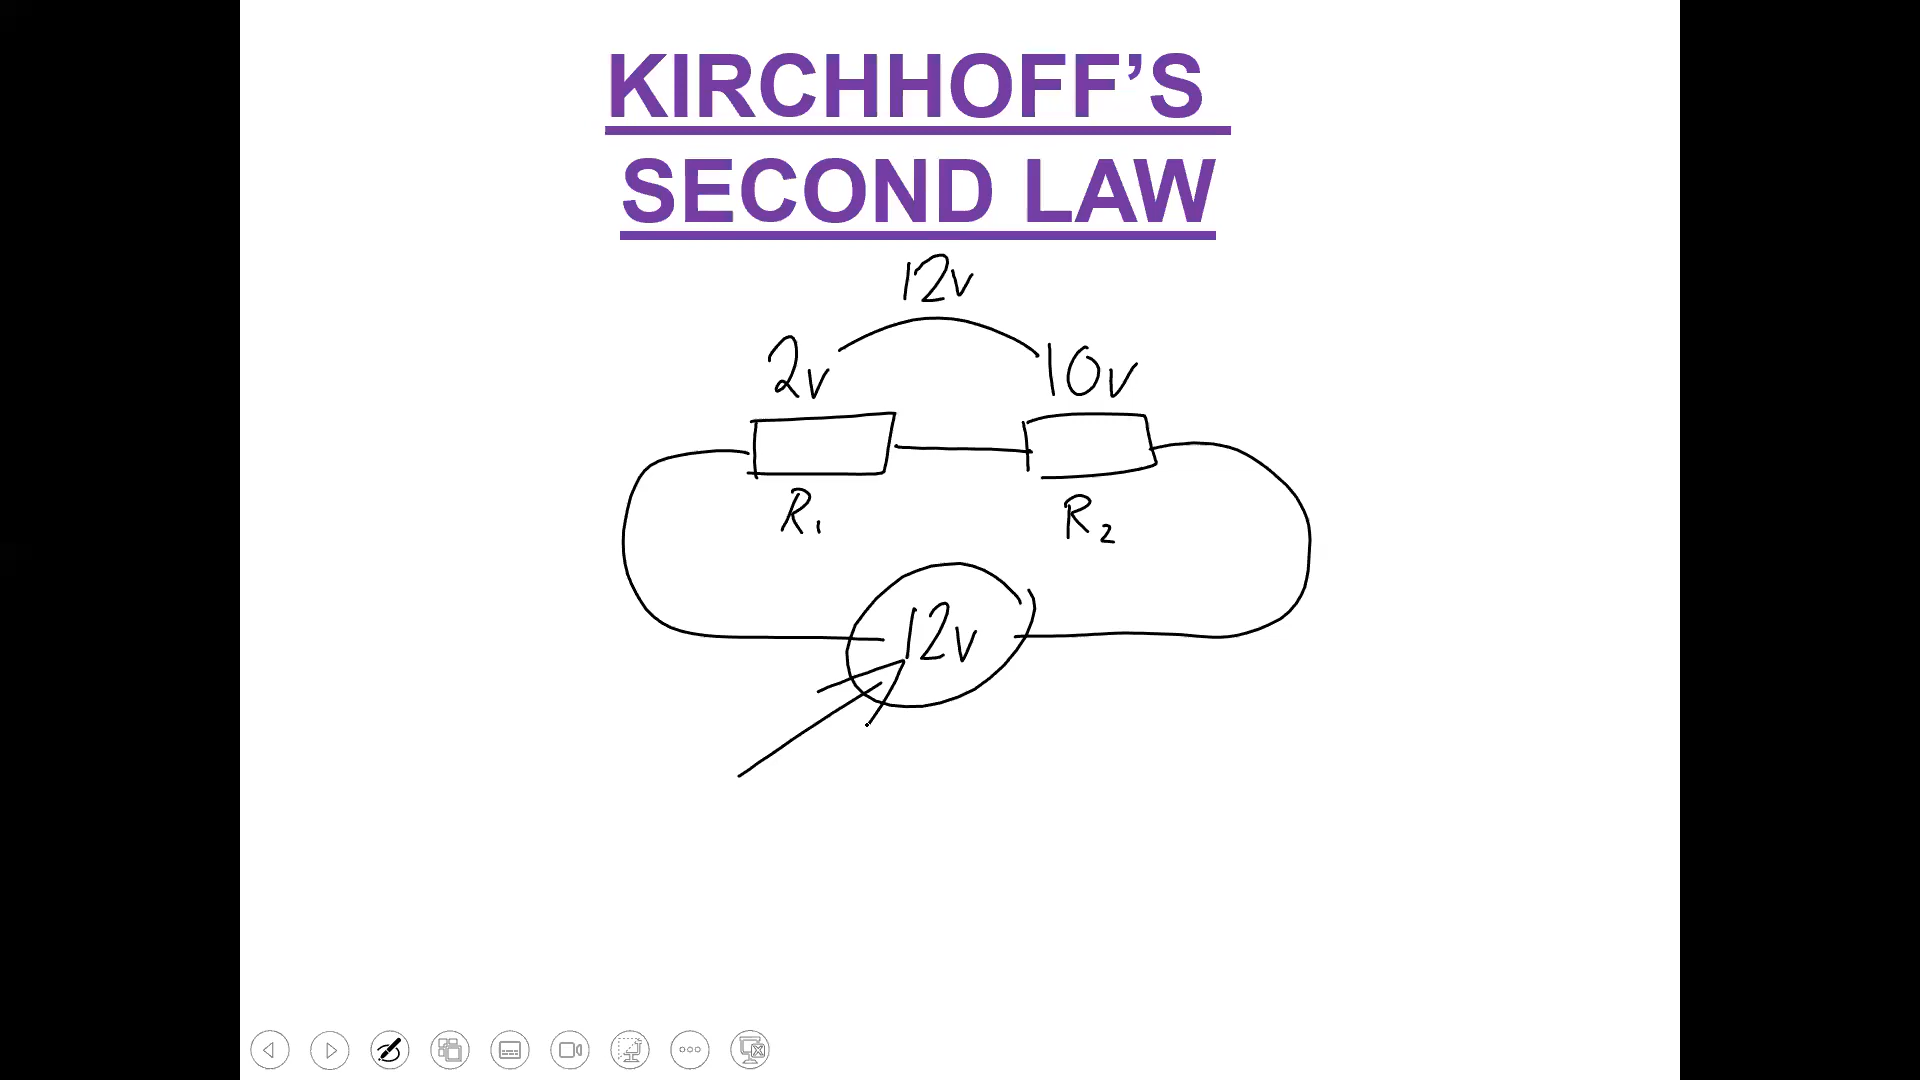 KIRCHHOFF’S
SECOND LAW
12v
2v 10v
R1 R2
12v